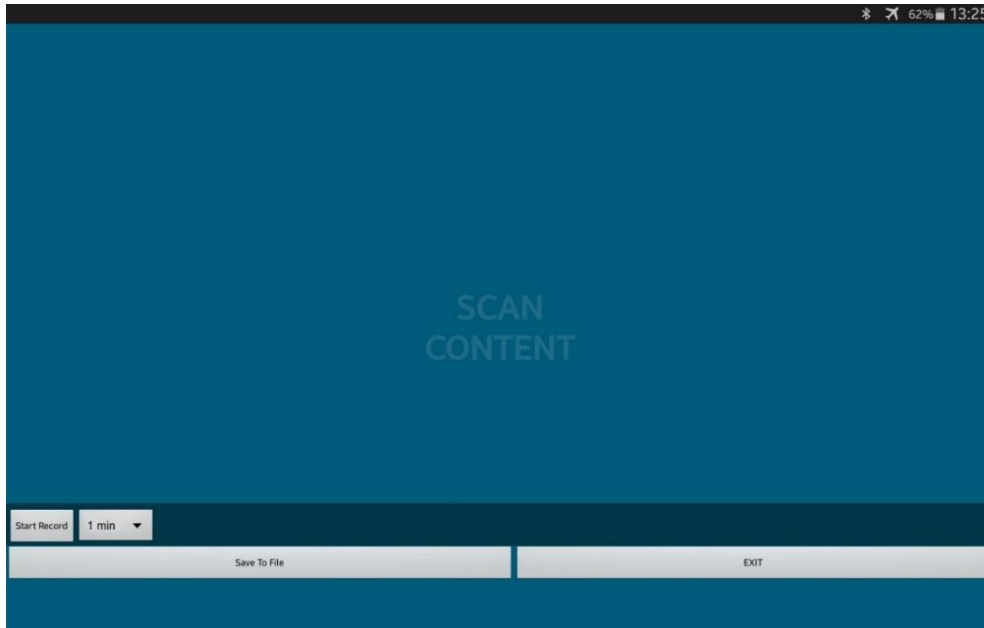 62% 13:25
SCAN
CONTENT
Start Record 1 min
Save To File EXIT